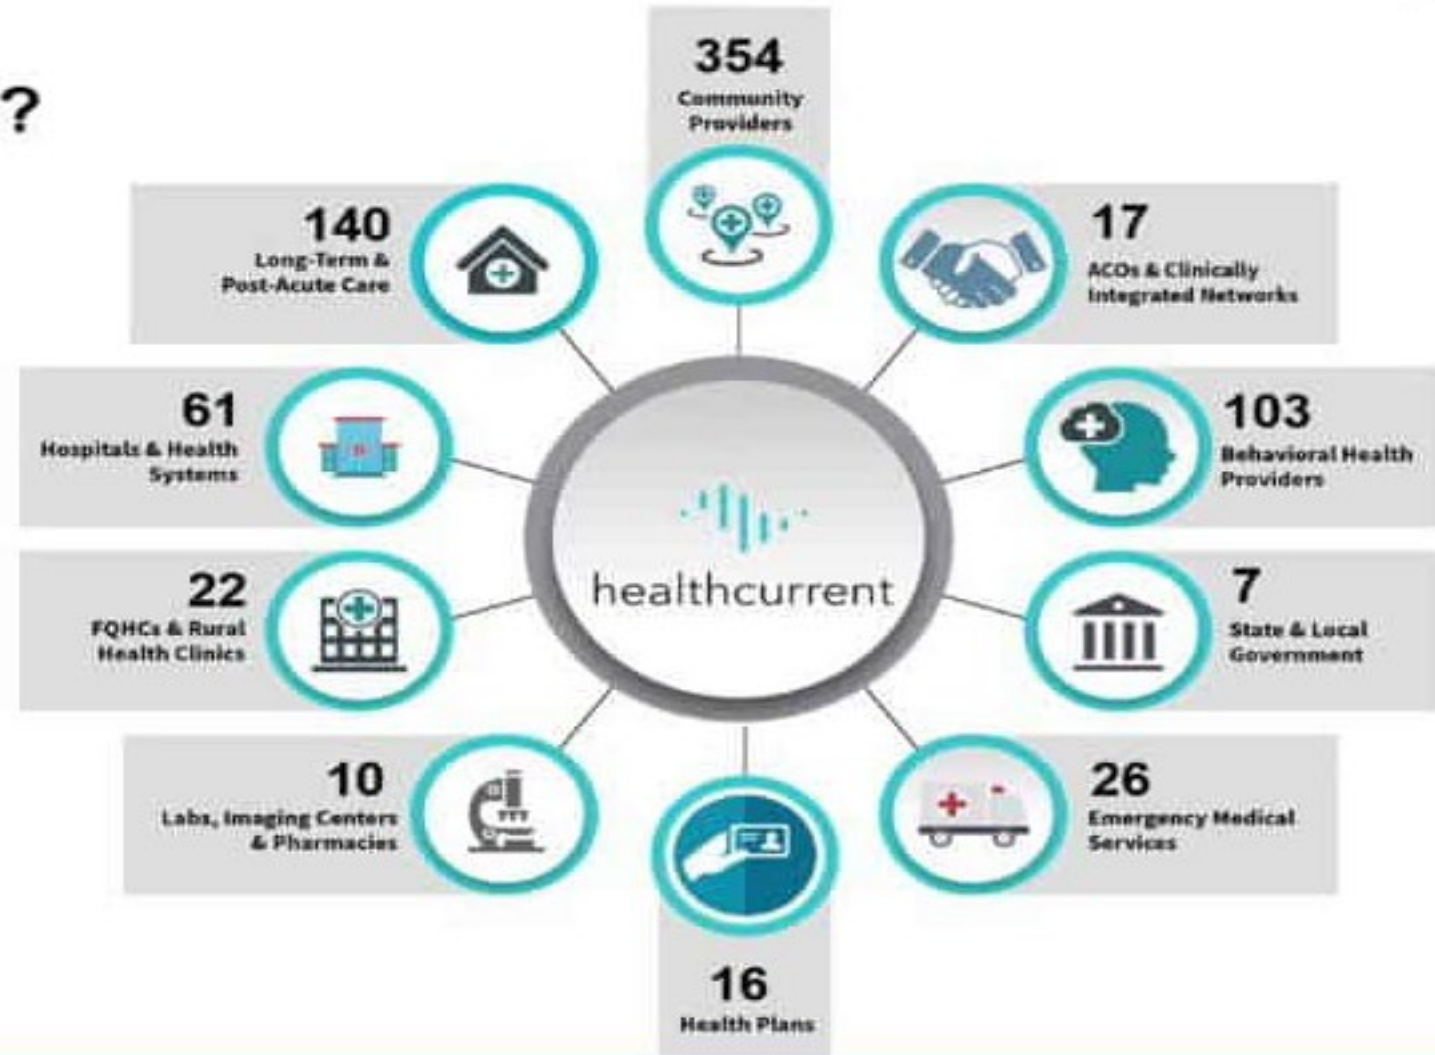 ?
354
Community
Providers
17
ACOs & Clinically
Integrated Networks
103
Behavioral Health
Providers
7
State & Local
Government
26
Emergency Medical
Services
16
Health Plans
10
Labs, Imaging Centers
& Pharmacies
22
FQHCs & Rural
Health Clinics
61
Hospitals & Health
Systems
140
Long-Term &
Post-Acute Care
healthcurrent